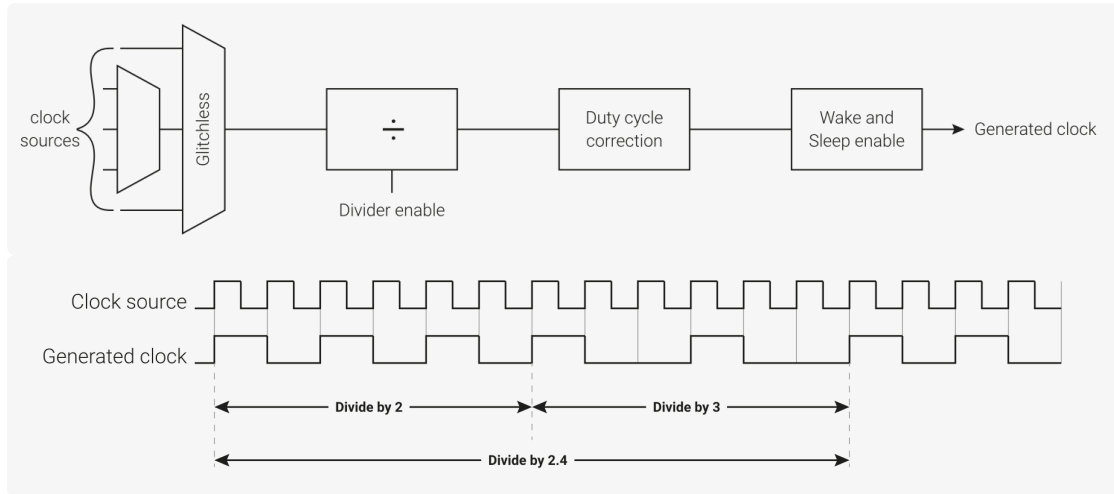 clock
sources
Glitchless
÷
Divider enable
Duty cycle
correction
Wake and
Sleep enable
Generated clock
Clock source
Generated clock
Divide by 2
Divide by 3
Divide by 2.4